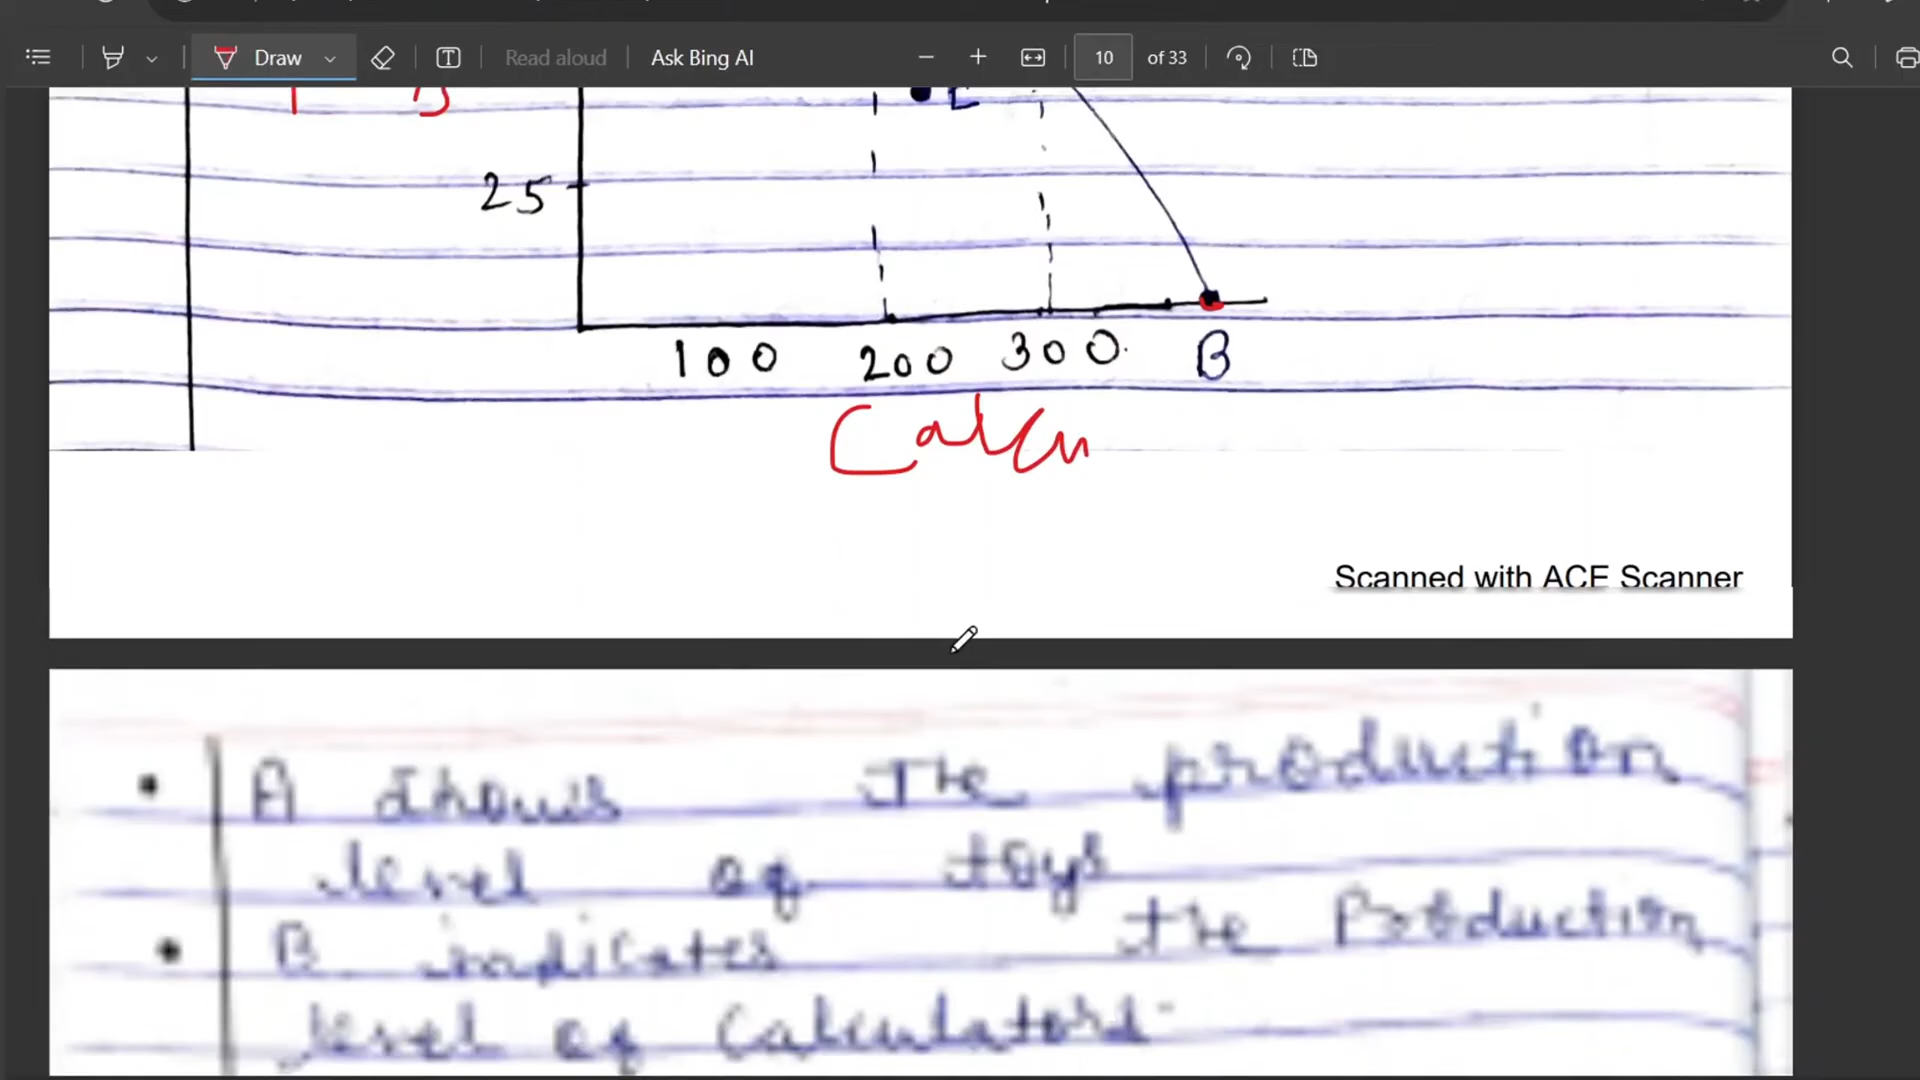 Draw Read aloud Ask Bing AI 10 of 33
25
100 200 300 B
Calcu
Scanned with ACE Scanner
• A shows The production
level of toys
• B indicates the Production
level of Calculators